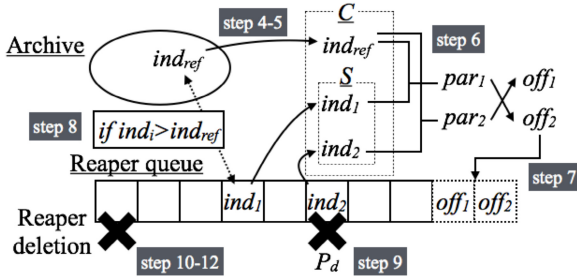 Archive
ind_ref
step 4-5
C
ind_ref
S
ind_1
ind_2
step 6
par_1
par_2
off_1
off_2
step 8
if ind_i>ind_ref
Reaper queue
step 7
ind_1
ind_2
off_1
off_2
Reaper
deletion
step 10-12
P_d
step 9